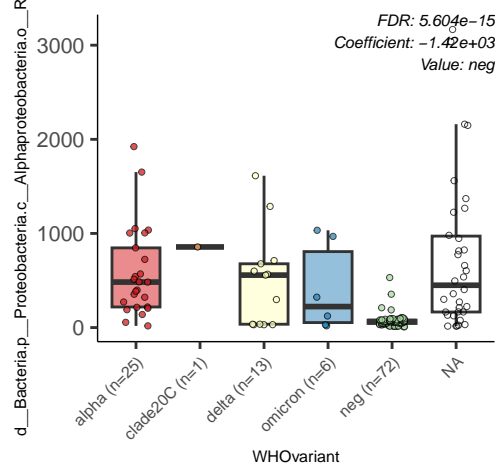 FDR: 5.604e−15
Coefficient: −1.42e+03
Value: neg
d__Bacteria.p__Proteobacteria.c__Alphaproteobacteria.o__R
3000
2000
1000
0
alpha (n=25)
clade20C (n=1)
delta (n=13)
omicron (n=6)
neg (n=72)
NA
WHOvariant